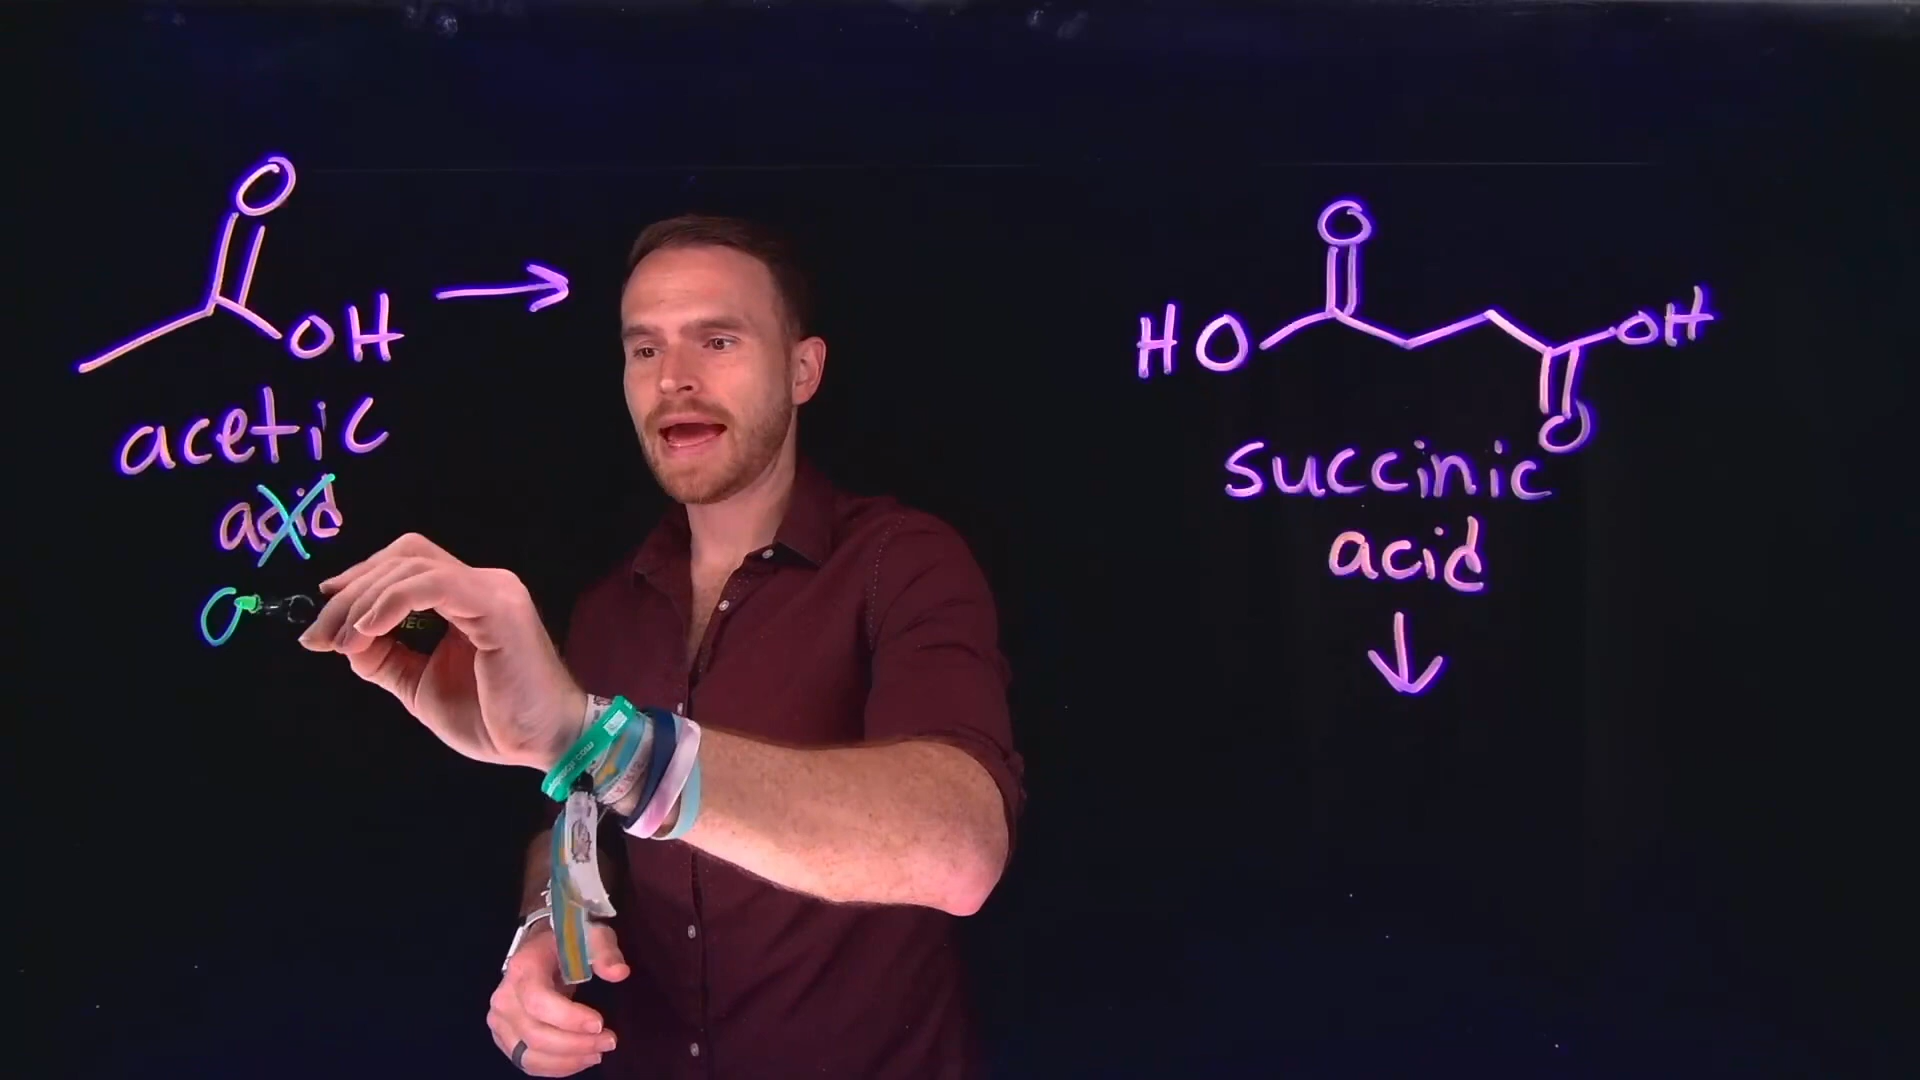 O
OH
acetic
acid
O
HO
OH
O
succinic
acid